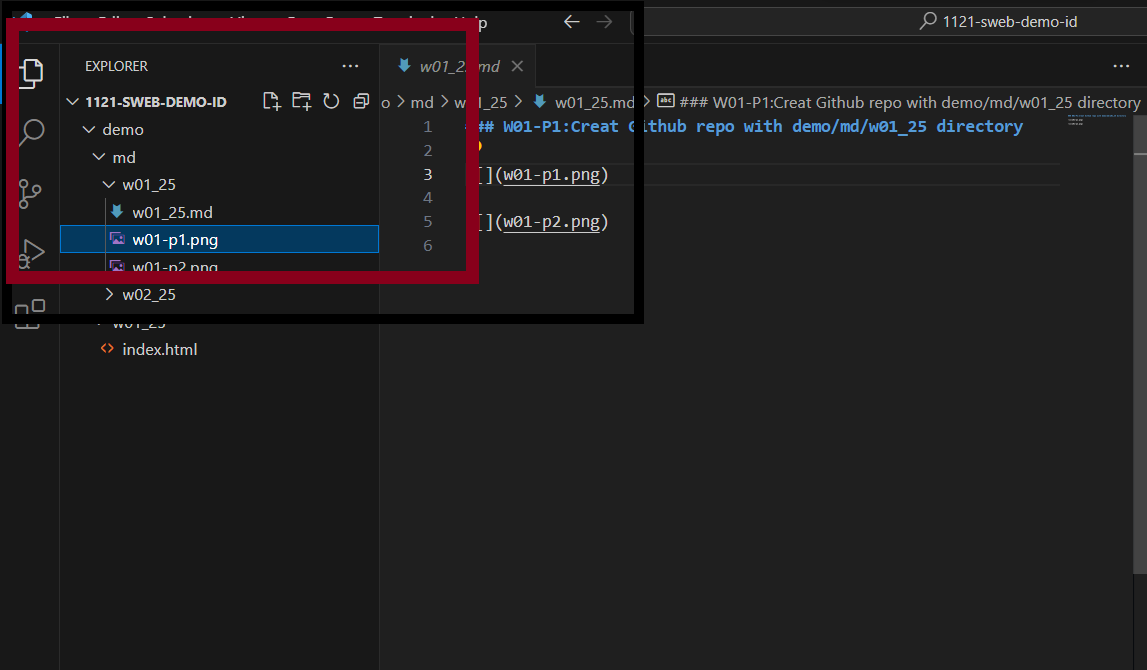 1121-sweb-demo-id
EXPLORER
w01_25.md
1121-SWEB-DEMO-ID
md
w01_25
w01_25.md
### W01-P1:Creat Github repo with demo/md/w01_25 directory
demo
md
w01_25
w01_25.md
w01-p1.png
w01-p2.png
w02_25
w01_25
index.html
1
### W01-P1:Creat Github repo with demo/md/w01_25 directory
2
3
[](w01-p1.png)
4
5
[](w01-p2.png)
6